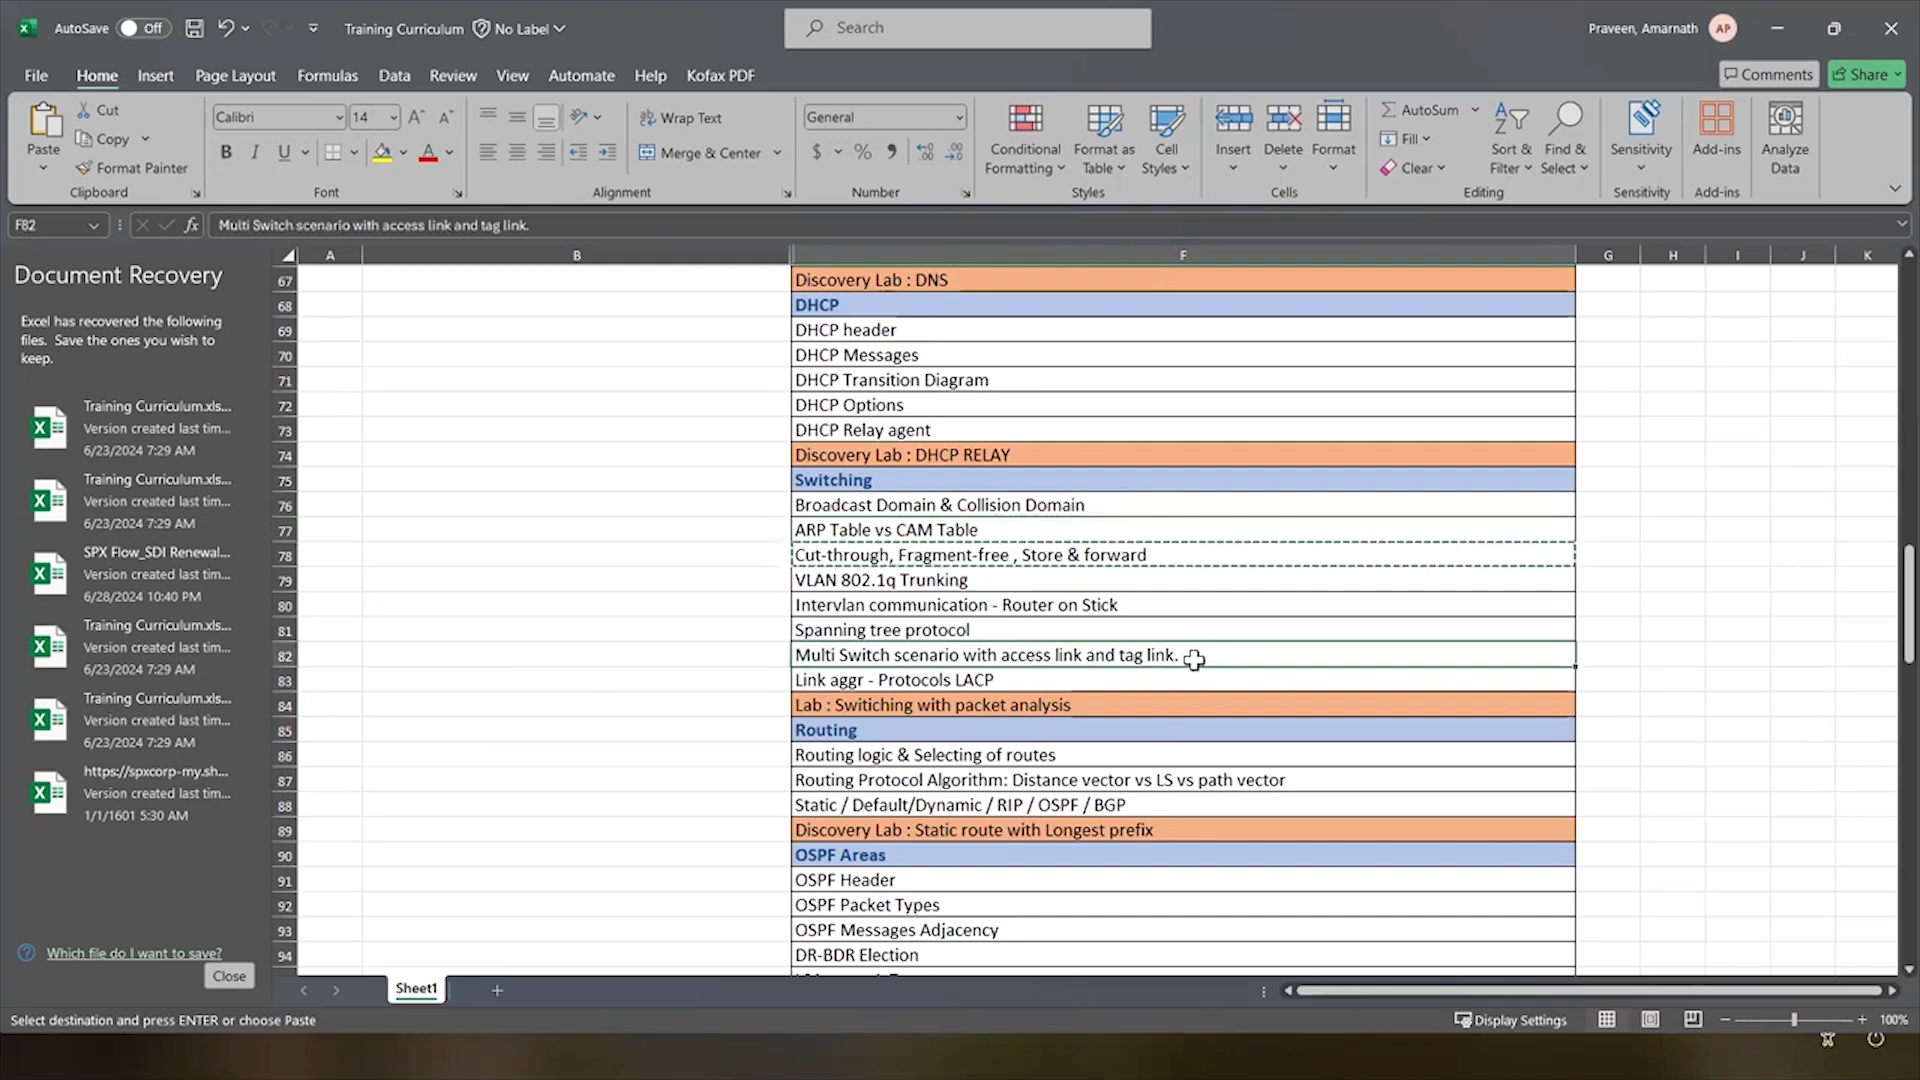 AutoSave Off Training Curriculum No Label Search Praveen, Amarnath AP
File Home Insert Page Layout Formulas Data Review View Automate Help Kofax PDF Comments Share
Paste Cut Copy Format Painter Clipboard
Calibri 14 B I U A Font
Wrap Text Merge & Center Alignment
General $ % Number
Conditional Formatting Format as Table Cell Styles Styles
Insert Delete Format Cells
AutoSum Fill Clear Sort & Filter Find & Select Editing
Sensitivity Sensitivity
Add-ins Add-ins
Analyze Data
F82 fx Multi Switch scenario with access link and tag link.
Document Recovery
Excel has recovered the following
files. Save the ones you wish to
keep.
Training Curriculum.xls...
Version created last tim...
6/23/2024 7:29 AM
Training Curriculum.xls...
Version created last tim...
6/23/2024 7:29 AM
SPX Flow_SDI Renewal...
Version created last tim...
6/28/2024 10:40 PM
Training Curriculum.xls...
Version created last tim...
6/23/2024 7:29 AM
Training Curriculum.xls...
Version created last tim...
6/23/2024 7:29 AM
https://spxcorp-my.sh...
Version created last tim...
1/1/1601 5:30 AM
Which file do I want to save?
Close
A B F G H I J K
67 Discovery Lab : DNS
68 DHCP
69 DHCP header
70 DHCP Messages
71 DHCP Transition Diagram
72 DHCP Options
73 DHCP Relay agent
74 Discovery Lab : DHCP RELAY
75 Switching
76 Broadcast Domain & Collision Domain
77 ARP Table vs CAM Table
78 Cut-through, Fragment-free , Store & forward
79 VLAN 802.1q Trunking
80 Intervlan communication - Router on Stick
81 Spanning tree protocol
82 Multi Switch scenario with access link and tag link.
83 Link aggr - Protocols LACP
84 Lab : Switiching with packet analysis
85 Routing
86 Routing logic & Selecting of routes
87 Routing Protocol Algorithm: Distance vector vs LS vs path vector
88 Static / Default/Dynamic / RIP / OSPF / BGP
89 Discovery Lab : Static route with Longest prefix
90 OSPF Areas
91 OSPF Header
92 OSPF Packet Types
93 OSPF Messages Adjacency
94 DR-BDR Election
Sheet1
Select destination and press ENTER or choose Paste Display Settings 100%